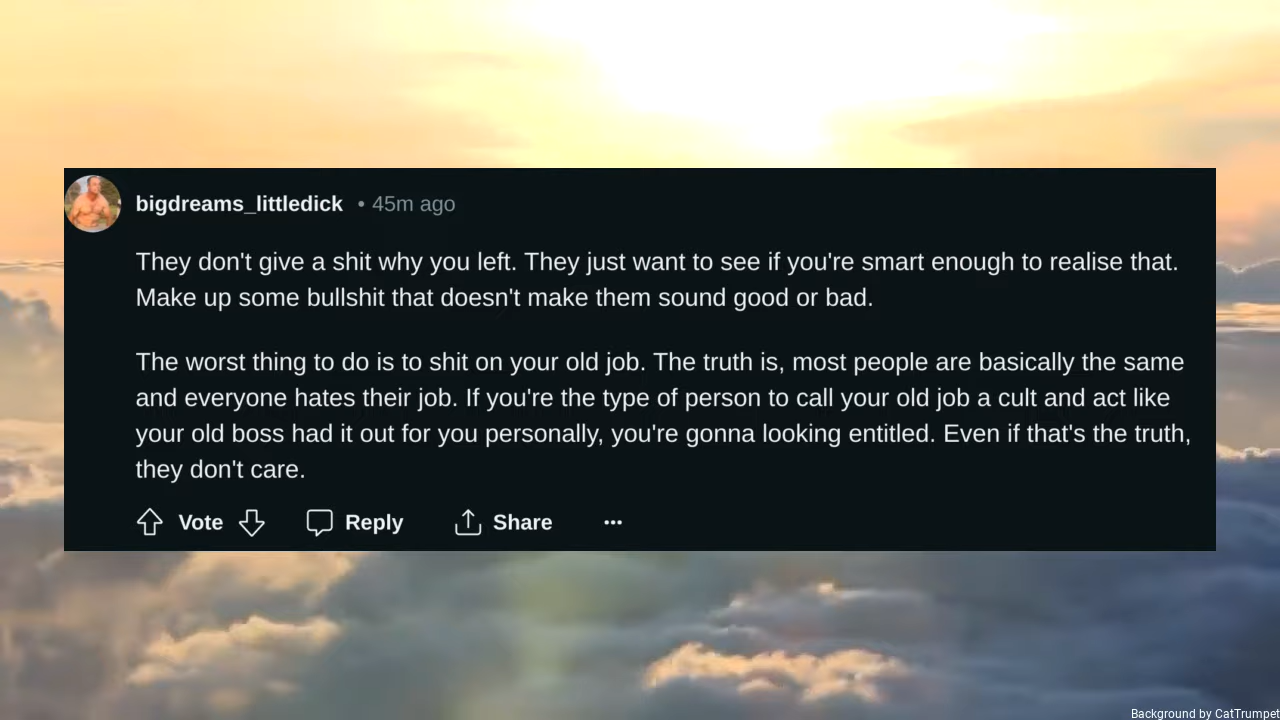 bigdreams_littledick • 45m ago
They don't give a shit why you left. They just want to see if you're smart enough to realise that.
Make up some bullshit that doesn't make them sound good or bad.
The worst thing to do is to shit on your old job. The truth is, most people are basically the same
and everyone hates their job. If you're the type of person to call your old job a cult and act like
your old boss had it out for you personally, you're gonna looking entitled. Even if that's the truth,
they don't care.
Vote Reply Share ...
Background by CatTrumpet